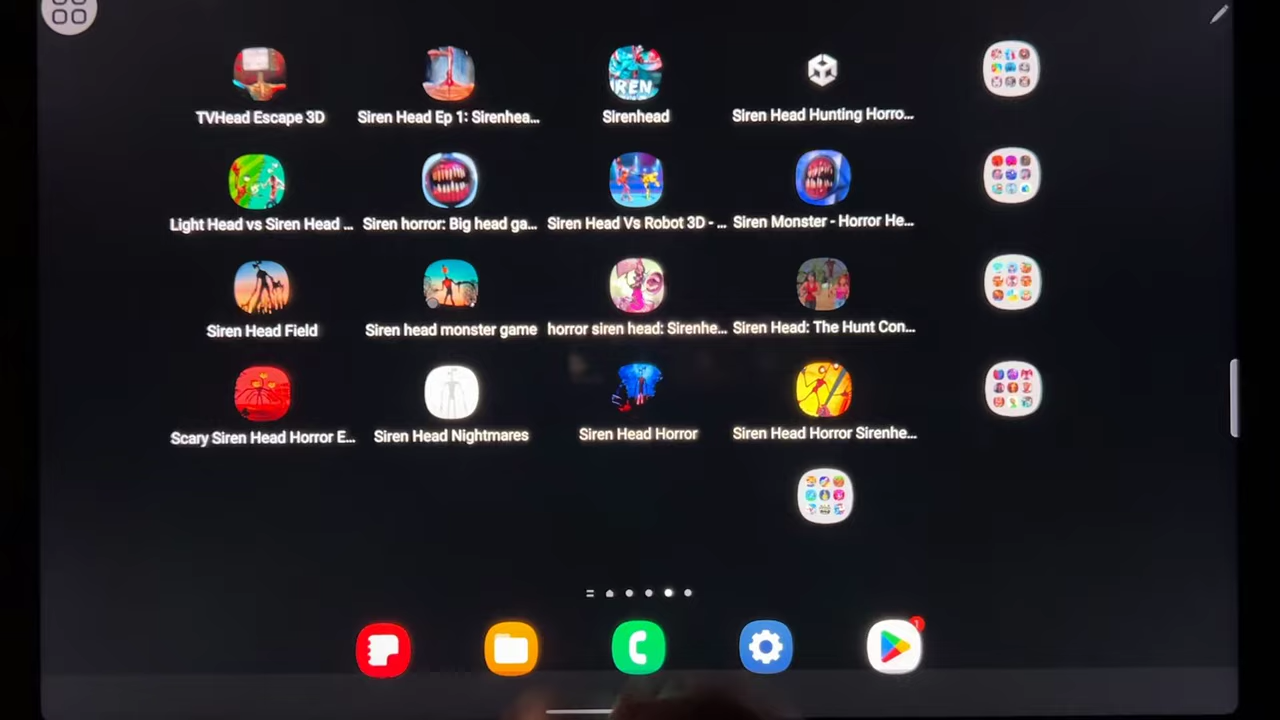 TVHead Escape 3D
Siren Head Ep 1: Sirenhea...
Sirenhead
Siren Head Hunting Horro...
Light Head vs Siren Head ...
Siren horror: Big head ga...
Siren Head Vs Robot 3D - ...
Siren Monster - Horror He...
Siren Head Field
Siren head monster game
horror siren head: Sirenhe...
Siren Head: The Hunt Con...
Scary Siren Head Horror E...
Siren Head Nightmares
Siren Head Horror
Siren Head Horror Sirenhe...
REN
1